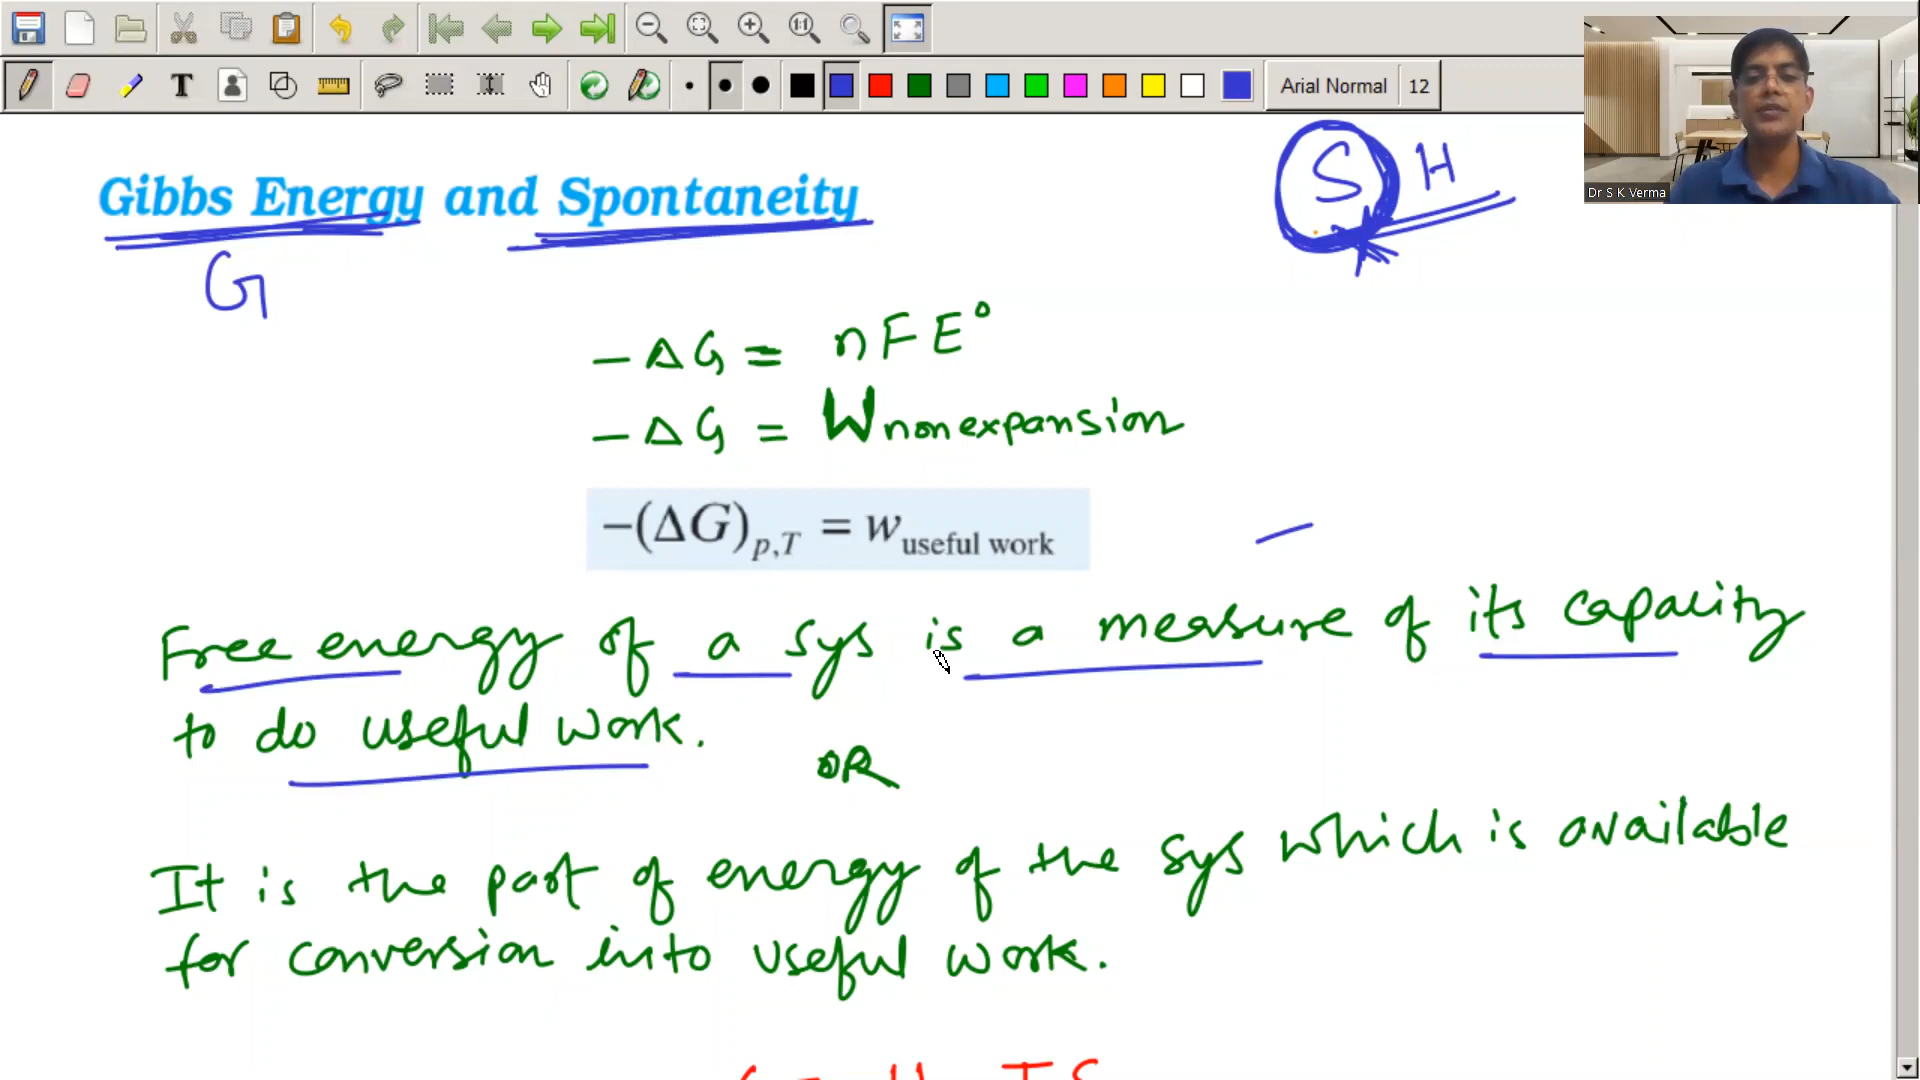 T
Arial Normal 12
1:1
Dr S K Verma
S H
Gibbs Energy and Spontaneity
G
-ΔG = nFE°
-ΔG = Wnonexpansion
-(ΔG)p,T = wuseful work
Free energy of a sys is a measure of its capacity
to do useful work.
OR
It is the part of energy of the sys which is available
for conversion into useful work.